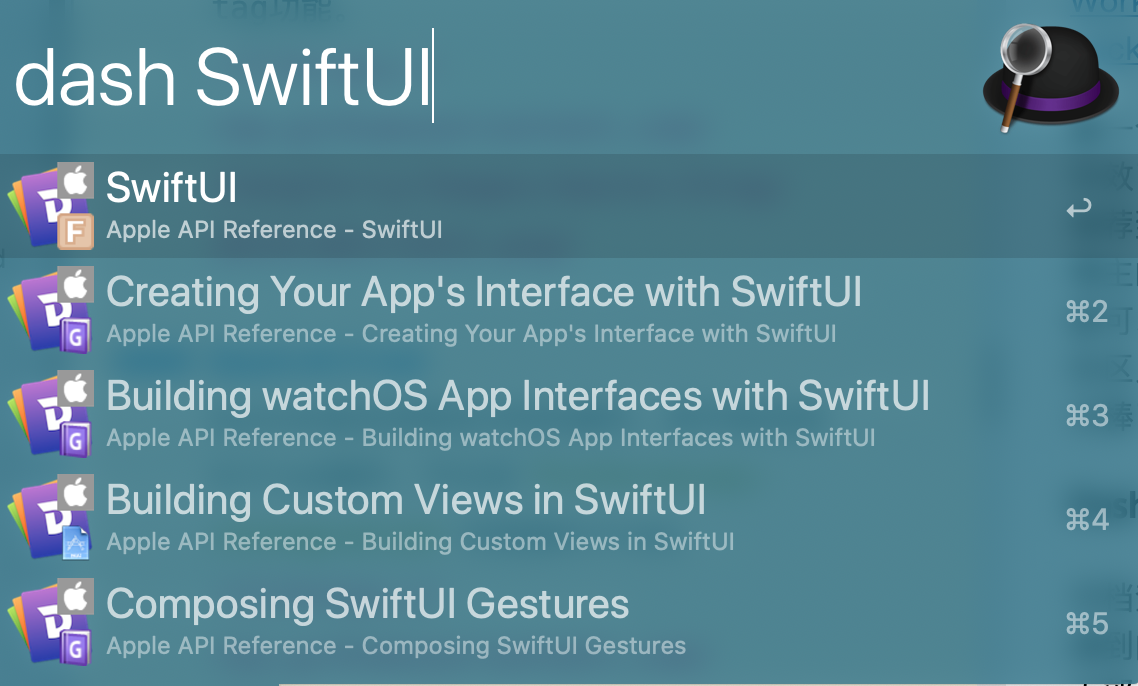 dash SwiftUI
SwiftUI
Apple API Reference - SwiftUI
Creating Your App's Interface with SwiftUI
Apple API Reference - Creating Your App's Interface with SwiftUI
⌘2
Building watchOS App Interfaces with SwiftUI
Apple API Reference - Building watchOS App Interfaces with SwiftUI
⌘3
Building Custom Views in SwiftUI
Apple API Reference - Building Custom Views in SwiftUI
⌘4
Composing SwiftUI Gestures
Apple API Reference - Composing SwiftUI Gestures
⌘5